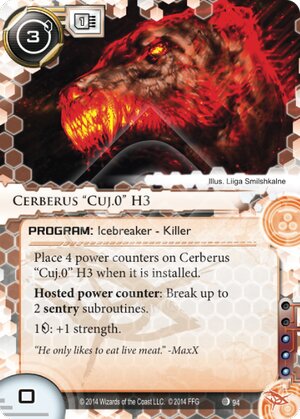 3
1
Illus. Liiga Smilshkalne
Cerberus “Cuj.0” H3
PROGRAM: Icebreaker - Killer
Place 4 power counters on Cerberus
“Cuj.0” H3 when it is installed.
Hosted power counter: Break up to
2 sentry subroutines.
1: +1 strength.
“He only likes to eat live meat.” -MaxX
0
© 2014 Wizards of the Coast LLC. © 2014 FFG
94